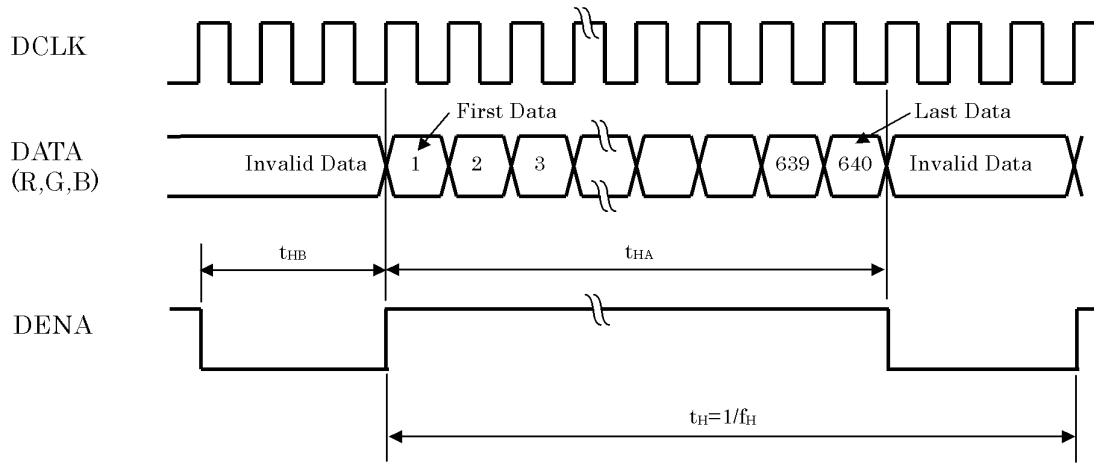 DCLK
First Data
Last Data
DATA
(R,G,B)
Invalid Data 1 2 3 639 640 Invalid Data
tHB
tHA
DENA
tH=1/fH